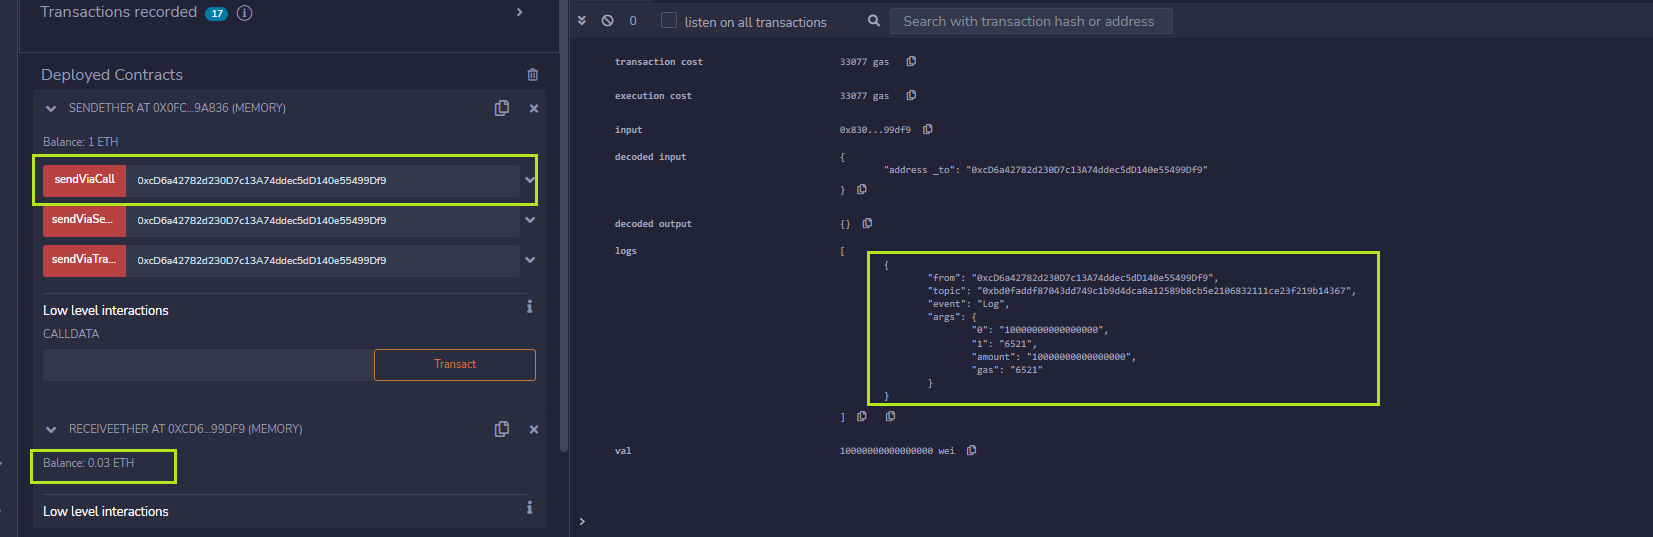 Transactions recorded 17
Deployed Contracts
SENDETHER AT 0X0FC...9A836 (MEMORY)
Balance: 1 ETH
sendViaCall 0xcD6a42782d230D7c13A74ddec5dD140e55499Df9
sendViaSe... 0xcD6a42782d230D7c13A74ddec5dD140e55499Df9
sendViaTra... 0xcD6a42782d230D7c13A74ddec5dD140e55499Df9
Low level interactions
CALLDATA
Transact
RECEIVEETHER AT 0XCD6...99DF9 (MEMORY)
Balance: 0.03 ETH
Low level interactions
0 listen on all transactions Search with transaction hash or address
transaction cost 33077 gas
execution cost 33077 gas
input 0x830...99df9
decoded input {
"address _to": "0xcD6a42782d230D7c13A74ddec5dD140e55499Df9"
}
decoded output {}
logs [
{
"from": "0xcD6a42782d230D7c13A74ddec5dD140e55499Df9",
"topic": "0xbd0faddf87043dd749c1b9d4dca8a12589b8cb5e2106832111ce23f219b14367",
"event": "Log",
"args": {
"0": "10000000000000000",
"1": "6521",
"amount": "10000000000000000",
"gas": "6521"
}
}
]
val 10000000000000000 wei
>